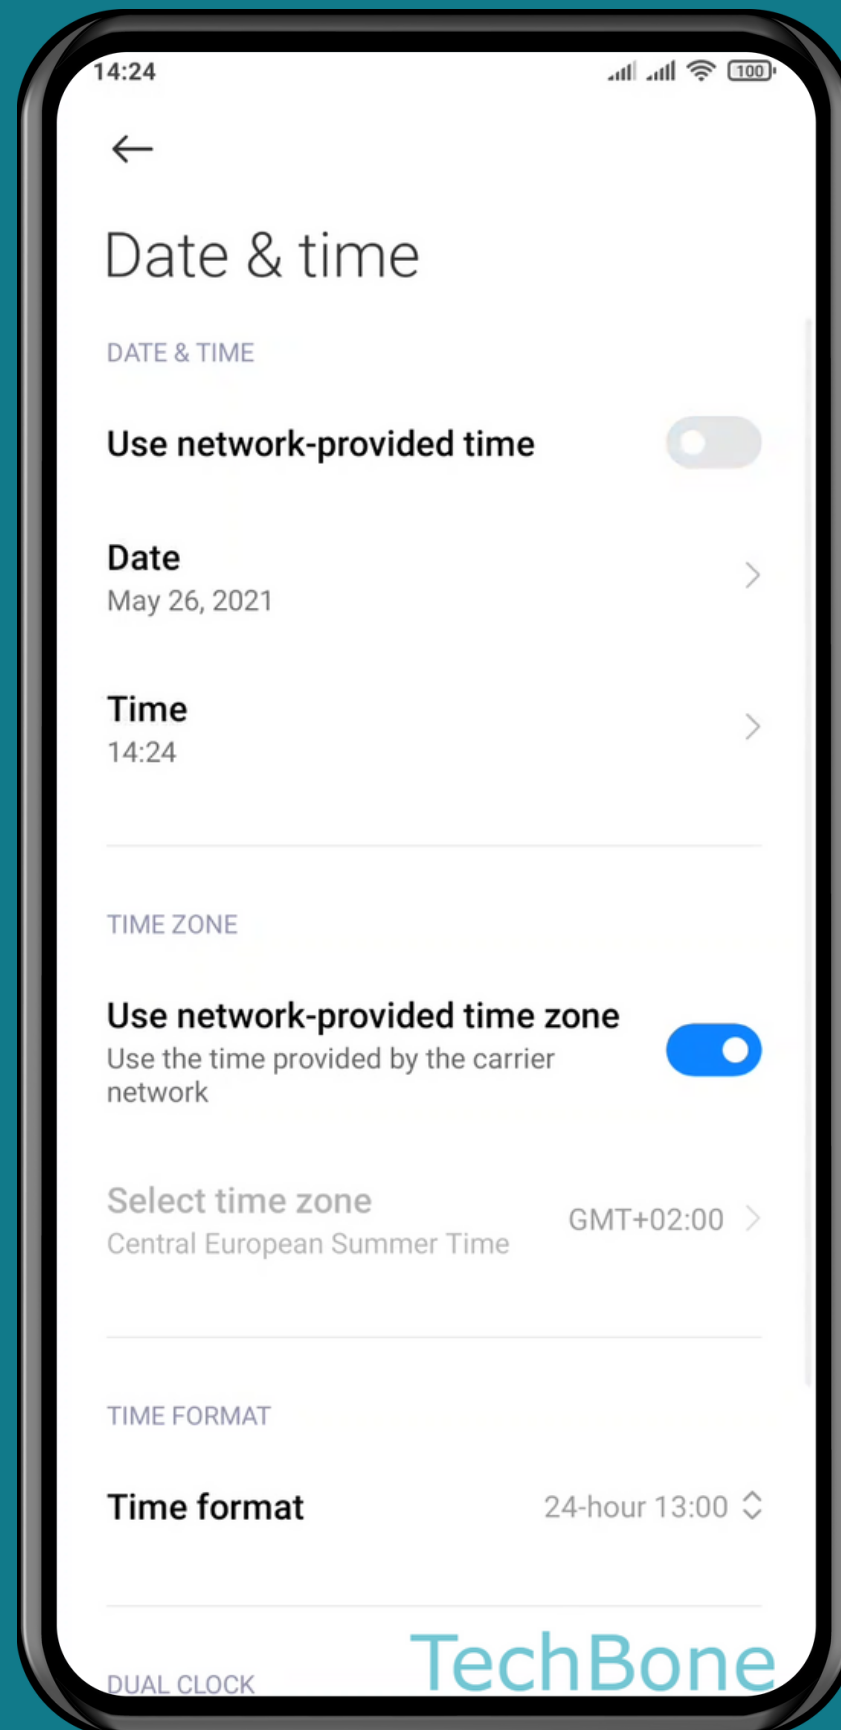 14:24
100
Date & time
DATE & TIME
Use network-provided time
Date
May 26, 2021
Time
14:24
TIME ZONE
Use network-provided time zone
Use the time provided by the carrier
network
Select time zone
Central European Summer Time
GMT+02:00
TIME FORMAT
Time format
24-hour 13:00
TechBone
DUAL CLOCK